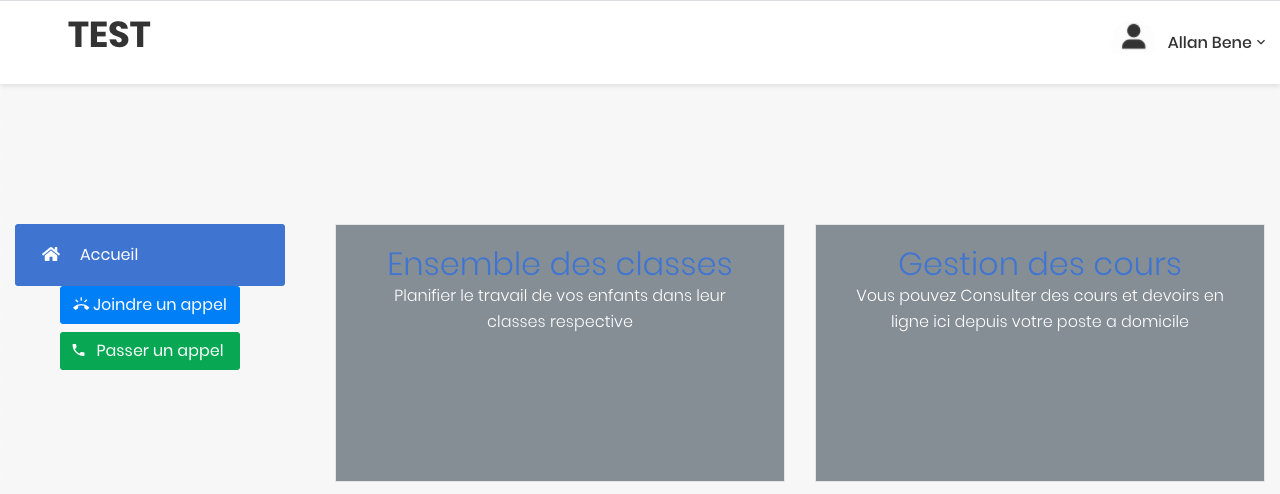 TEST
Allan Bene
Accueil
Joindre un appel
Passer un appel
Ensemble des classes
Planifier le travail de vos enfants dans leur
classes respective
Gestion des cours
Vous pouvez Consulter des cours et devoirs en
ligne ici depuis votre poste a domicile